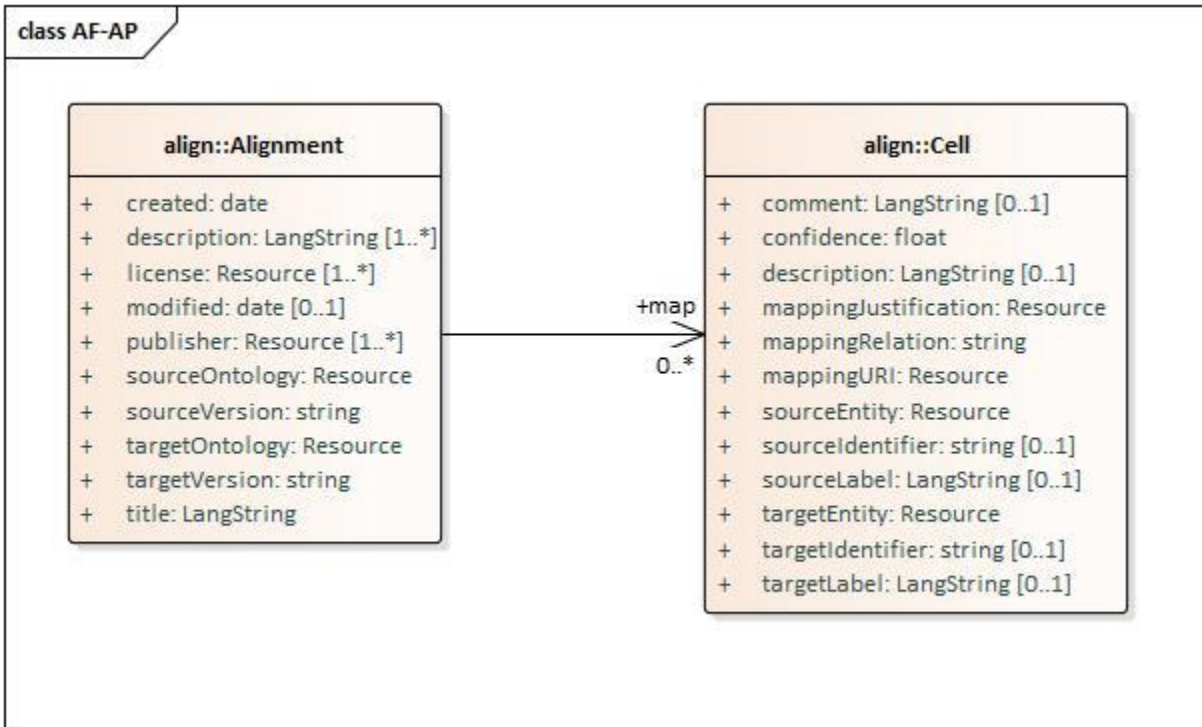 class AF-AP
align::Alignment
+ created: date
+ description: LangString [1..*]
+ license: Resource [1..*]
+ modified: date [0..1]
+ publisher: Resource [1..*]
+ sourceOntology: Resource
+ sourceVersion: string
+ targetOntology: Resource
+ targetVersion: string
+ title: LangString
+map
0..*
align::Cell
+ comment: LangString [0..1]
+ confidence: float
+ description: LangString [0..1]
+ mappingJustification: Resource
+ mappingRelation: string
+ mappingURI: Resource
+ sourceEntity: Resource
+ sourceIdentifier: string [0..1]
+ sourceLabel: LangString [0..1]
+ targetEntity: Resource
+ targetIdentifier: string [0..1]
+ targetLabel: LangString [0..1]